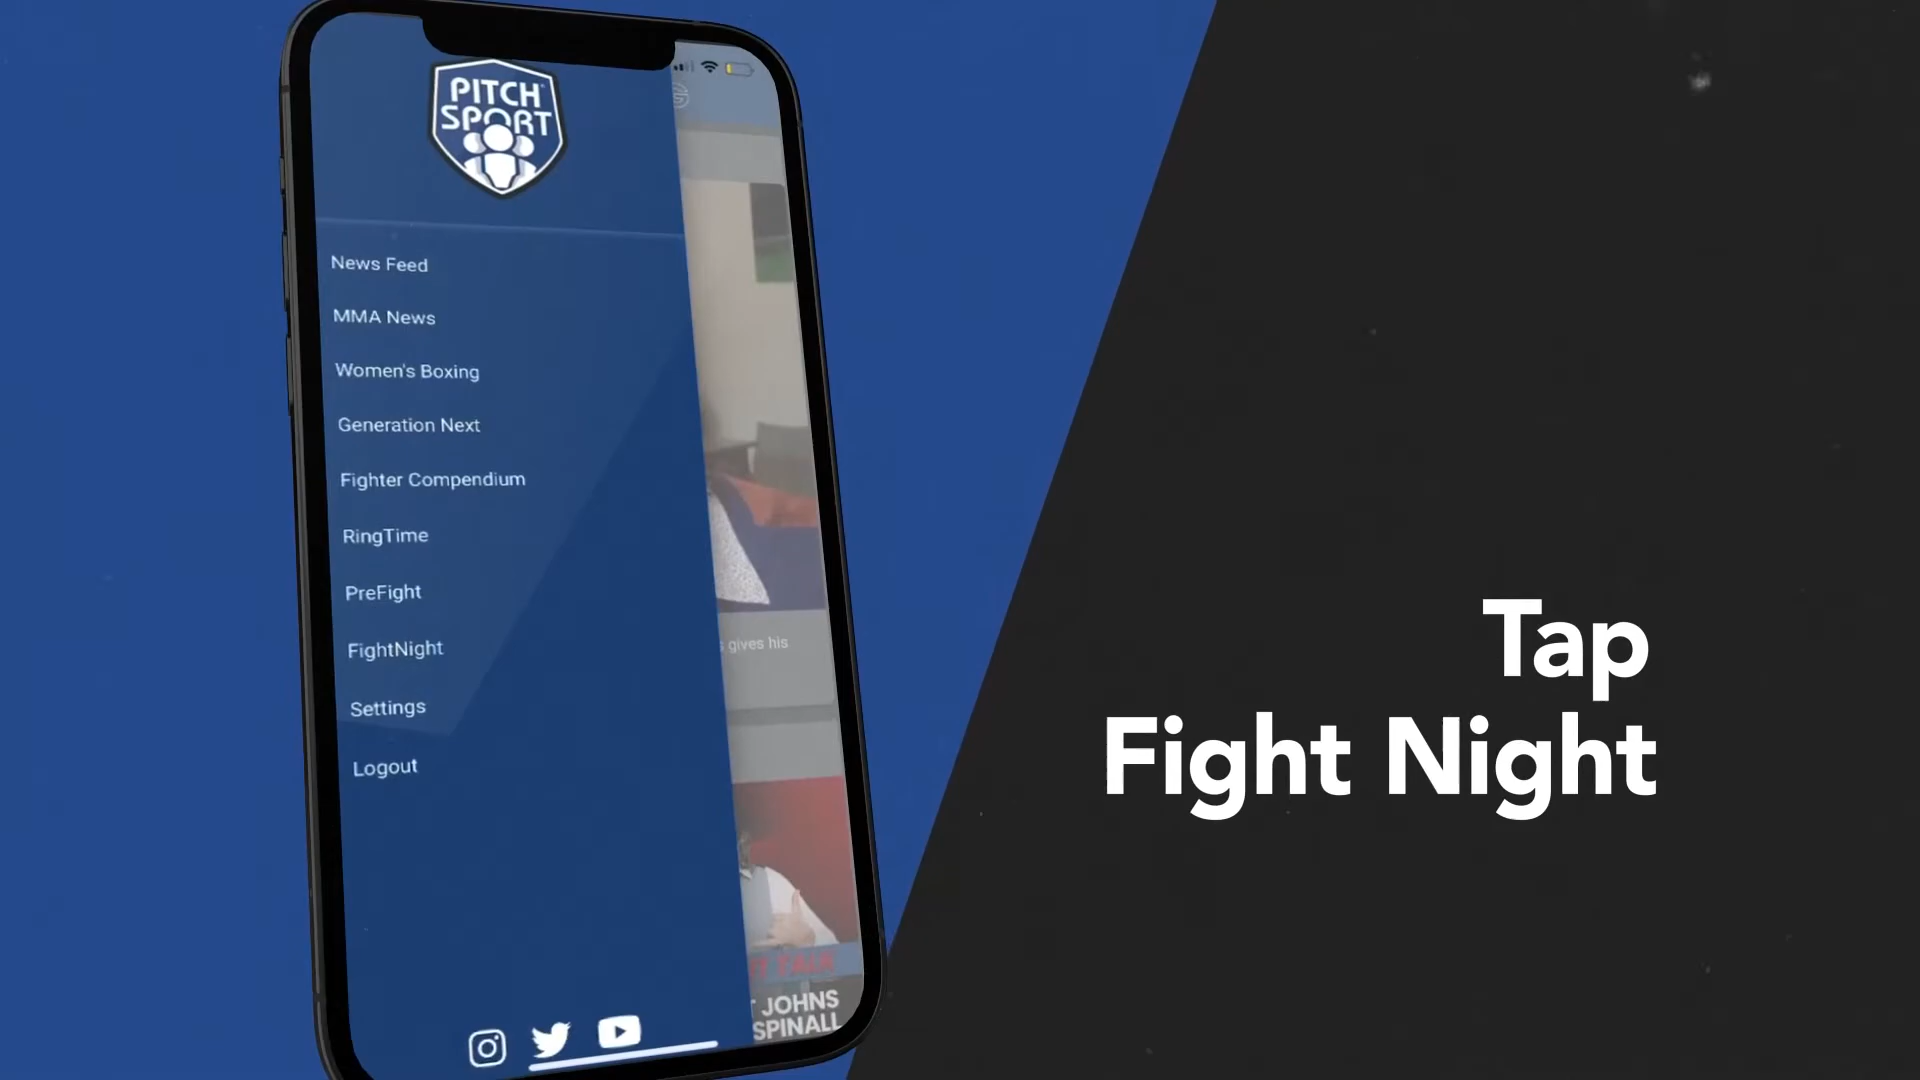 PITCH
SPORT
News Feed
MMA News
Women's Boxing
Generation Next
Fighter Compendium
RingTime
PreFight
FightNight
Settings
Logout
gives his
TALK
JOHNS
SPINALL
Tap
Fight Night